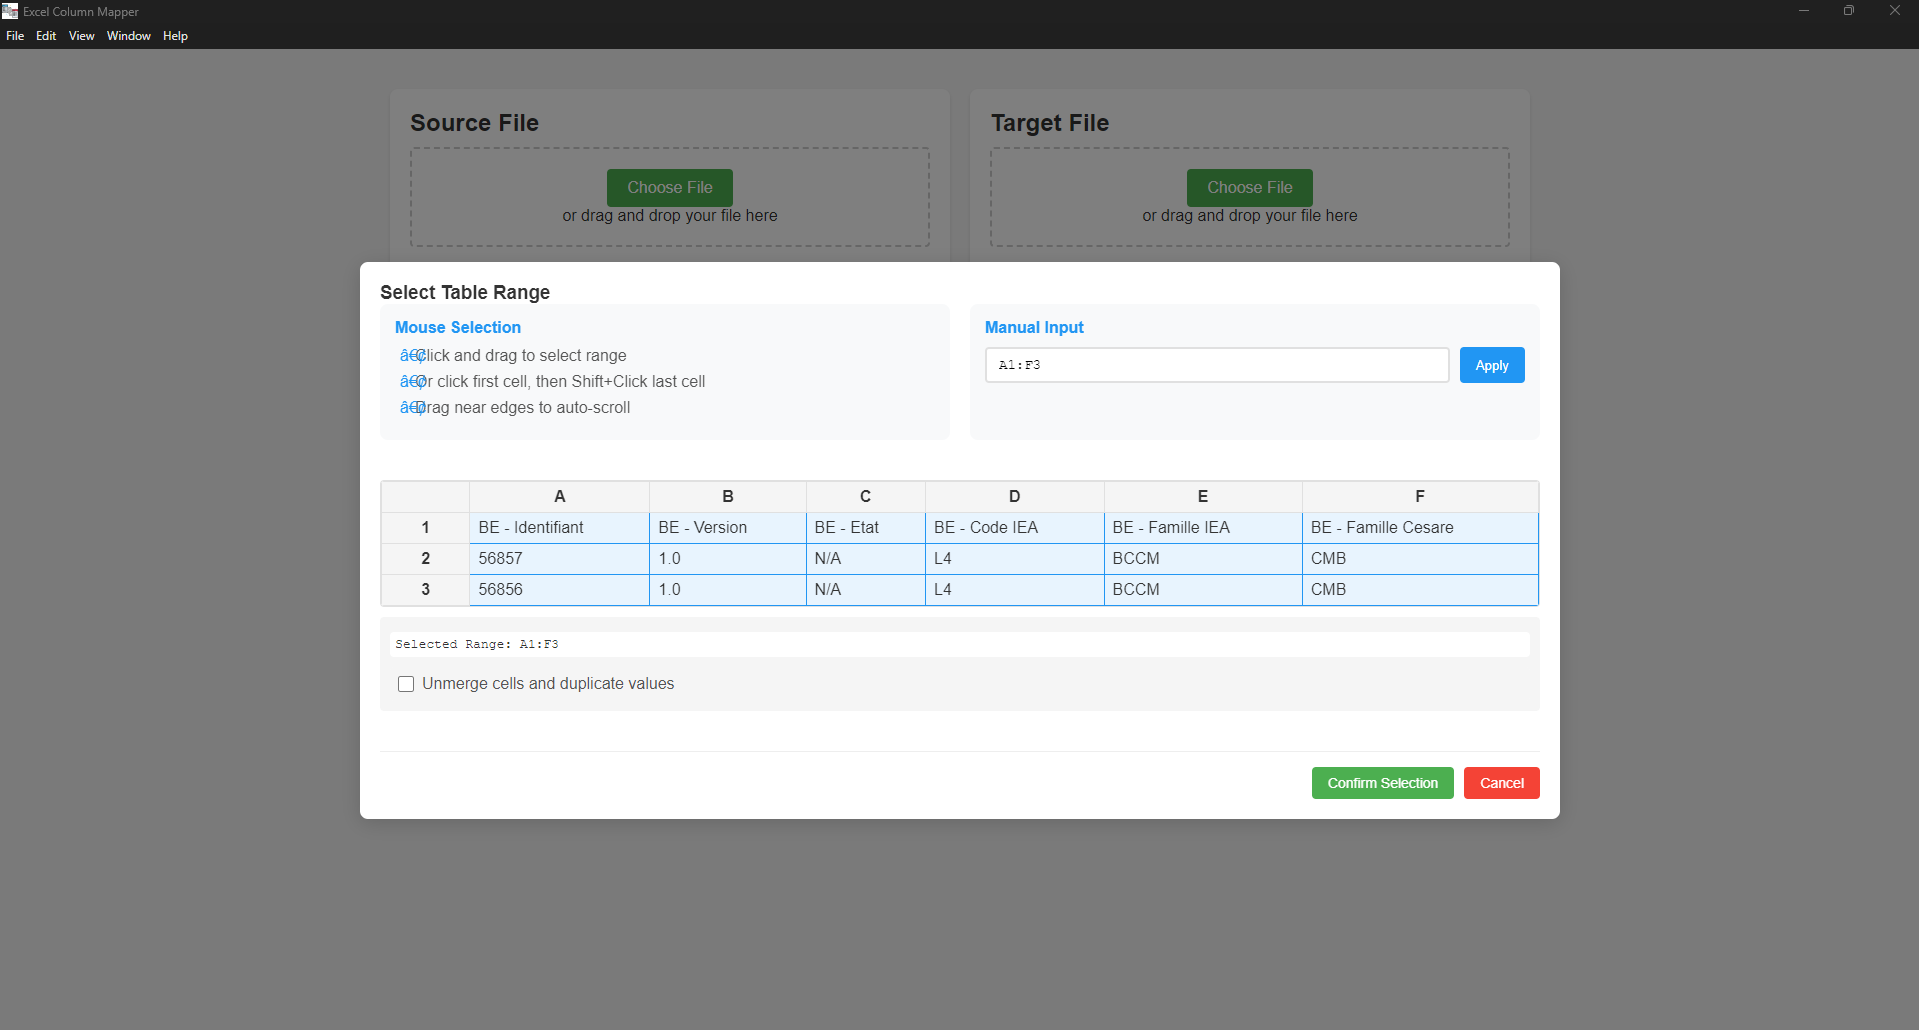 Excel Column Mapper
File Edit View Window Help
Source File
Choose File
or drag and drop your file here
Target File
Choose File
or drag and drop your file here
Select Table Range
Mouse Selection
â€¢Click and drag to select range
â€¢Or click first cell, then Shift+Click last cell
â€¢Drag near edges to auto-scroll
Manual Input
A1:F3
Apply
A B C D E F
1 BE - Identifiant BE - Version BE - Etat BE - Code IEA BE - Famille IEA BE - Famille Cesare
2 56857 1.0 N/A L4 BCCM CMB
3 56856 1.0 N/A L4 BCCM CMB
Selected Range: A1:F3
Unmerge cells and duplicate values
Confirm Selection Cancel